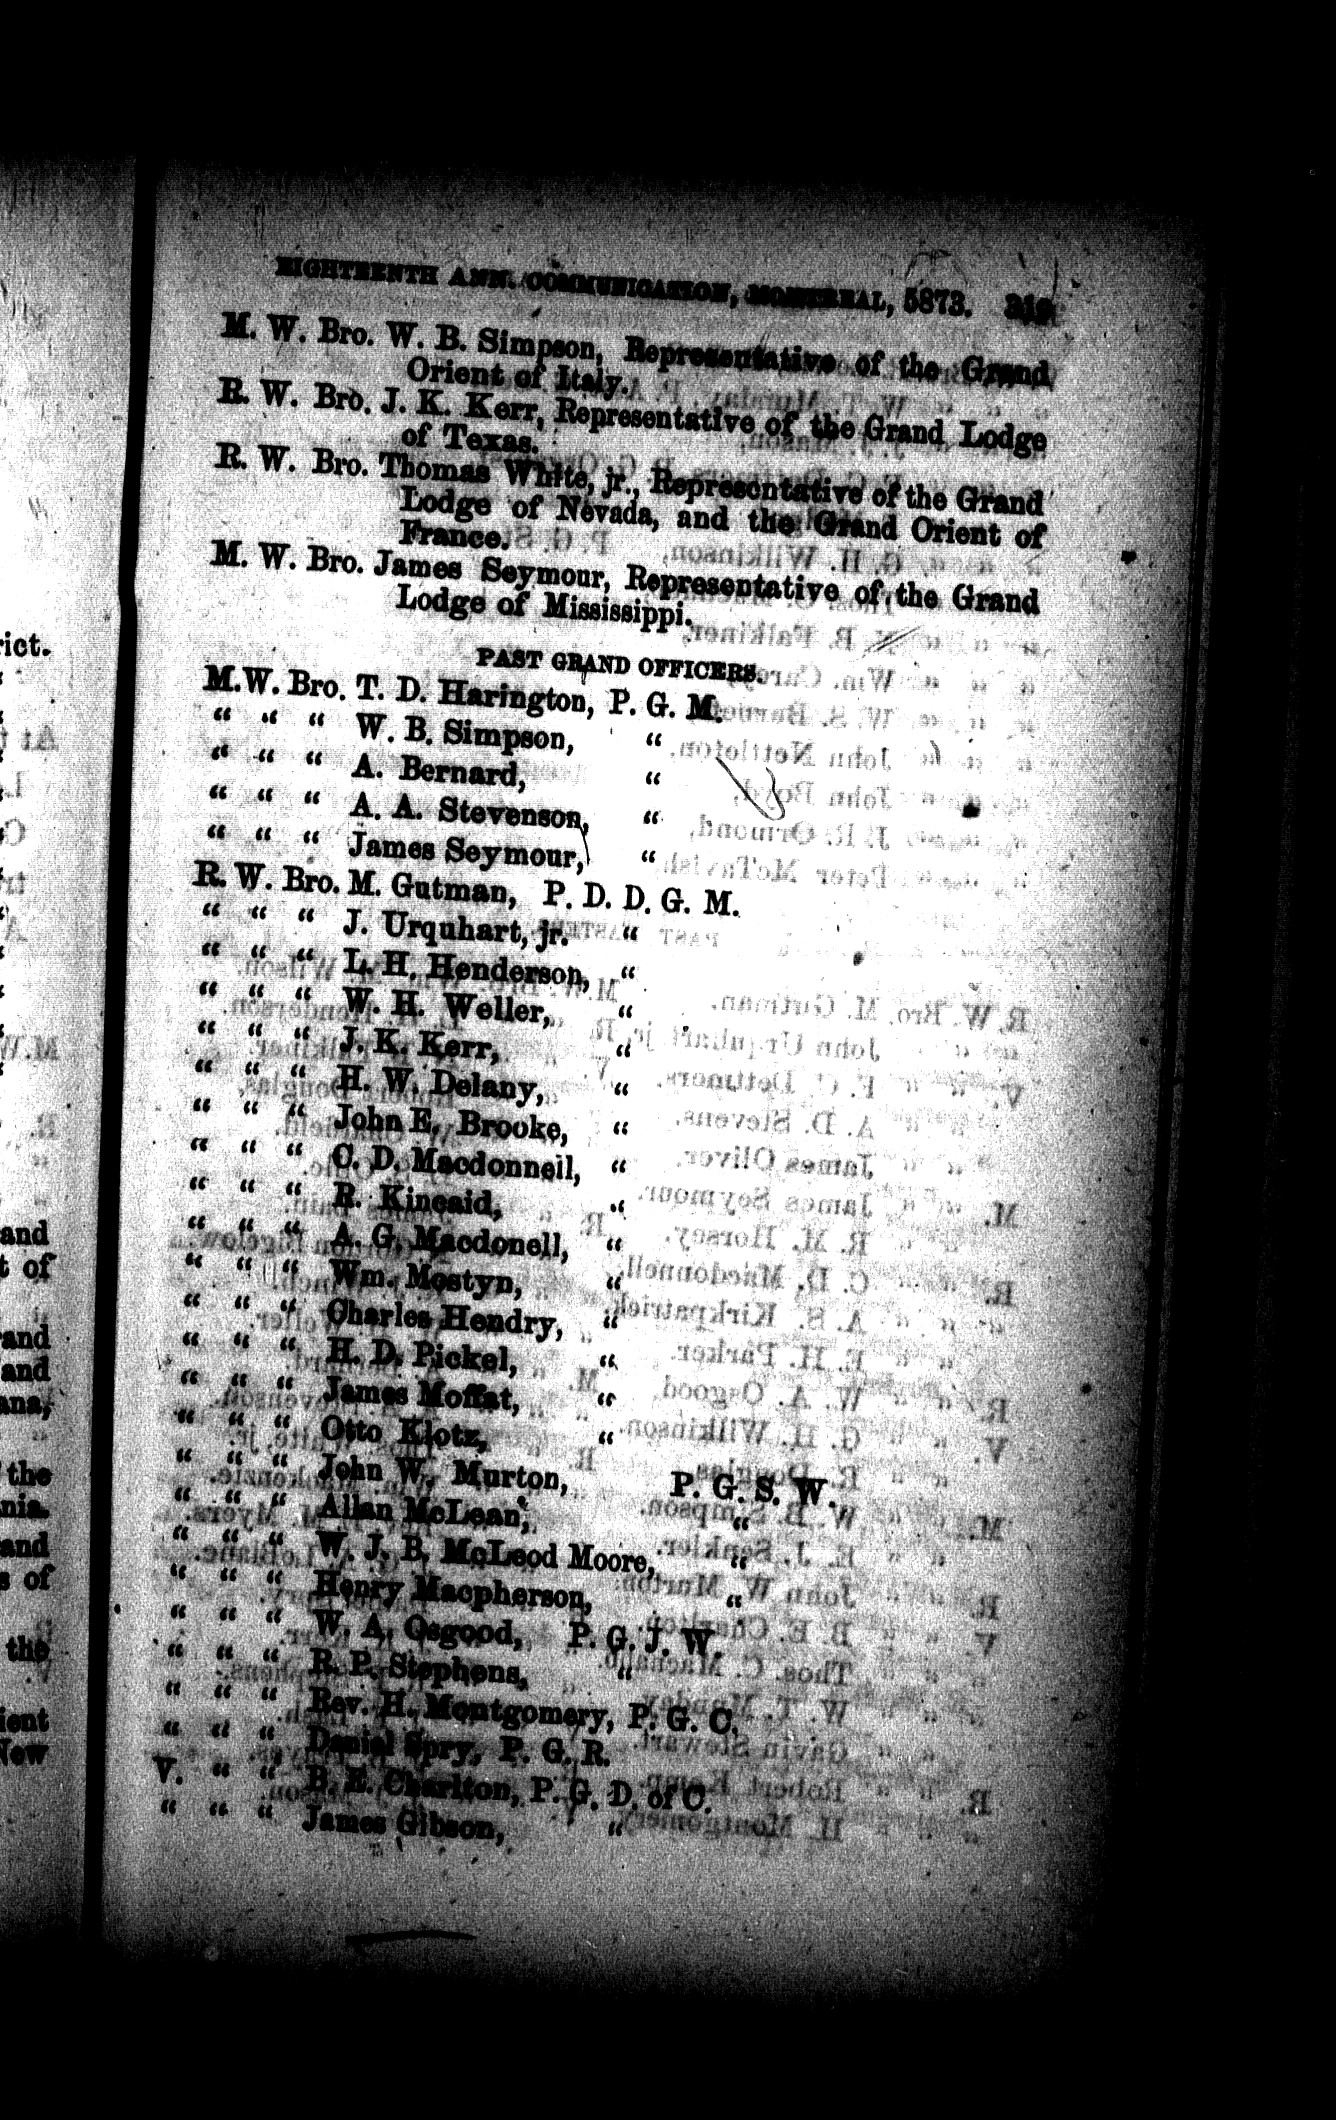 EIGHTEENTH ANN. COMMUNICATION, MONTREAL, 5873. 319
M. W. Bro. W. B. Simpson, Representative of the Grand
Orient of Italy.
R. W. Bro. J. K. Kerr, Representative of the Grand Lodge
of Texas.
R. W. Bro. Thomas White, jr., Representative of the Grand
Lodge of Nevada, and the Grand Orient of
France.
M. W. Bro. James Seymour, Representative of the Grand
Lodge of Mississippi.
PAST GRAND OFFICERS.
M.W. Bro. T. D. Harington, P. G. M.
“ “ “ W. B. Simpson, “
“ “ “ A. Bernard, “
“ “ “ A. A. Stevenson, “
“ “ “ James Seymour, “
R. W. Bro. M. Gutman, P. D. D. G. M.
“ “ “ J. Urquhart, jr. “
“ “ “ L. H. Henderson, “
“ “ “ W. H. Weller, “
“ “ “ J. K. Kerr, “
“ “ “ H. W. Delany, “
“ “ “ John E. Brooke, “
“ “ “ C. D. Macdonnell, “
“ “ “ R. Kincaid, “
“ “ “ A. G. Macdonell, “
“ “ “ Wm. Mostyn, “
“ “ “ Charles Hendry, “
“ “ “ H. D. Pickel, “
“ “ “ James Moffat, “
“ “ “ Otto Klotz, “
“ “ “ John W. Murton, P. G. S. W.
“ “ “ Allan McLean, “
“ “ “ W. J. B. McLeod Moore, “
“ “ “ Henry Macpherson, “
“ “ “ W. A. Osgood, P. G. J. W.
“ “ “ R. P. Stephens, “
“ “ “ Rev. H. Montgomery, P. G. C.
“ “ “ Daniel Spry, P. G. R.
V. “ “ B. E. Charlton, P. G. D. of C.
“ “ “ James Gibson, “